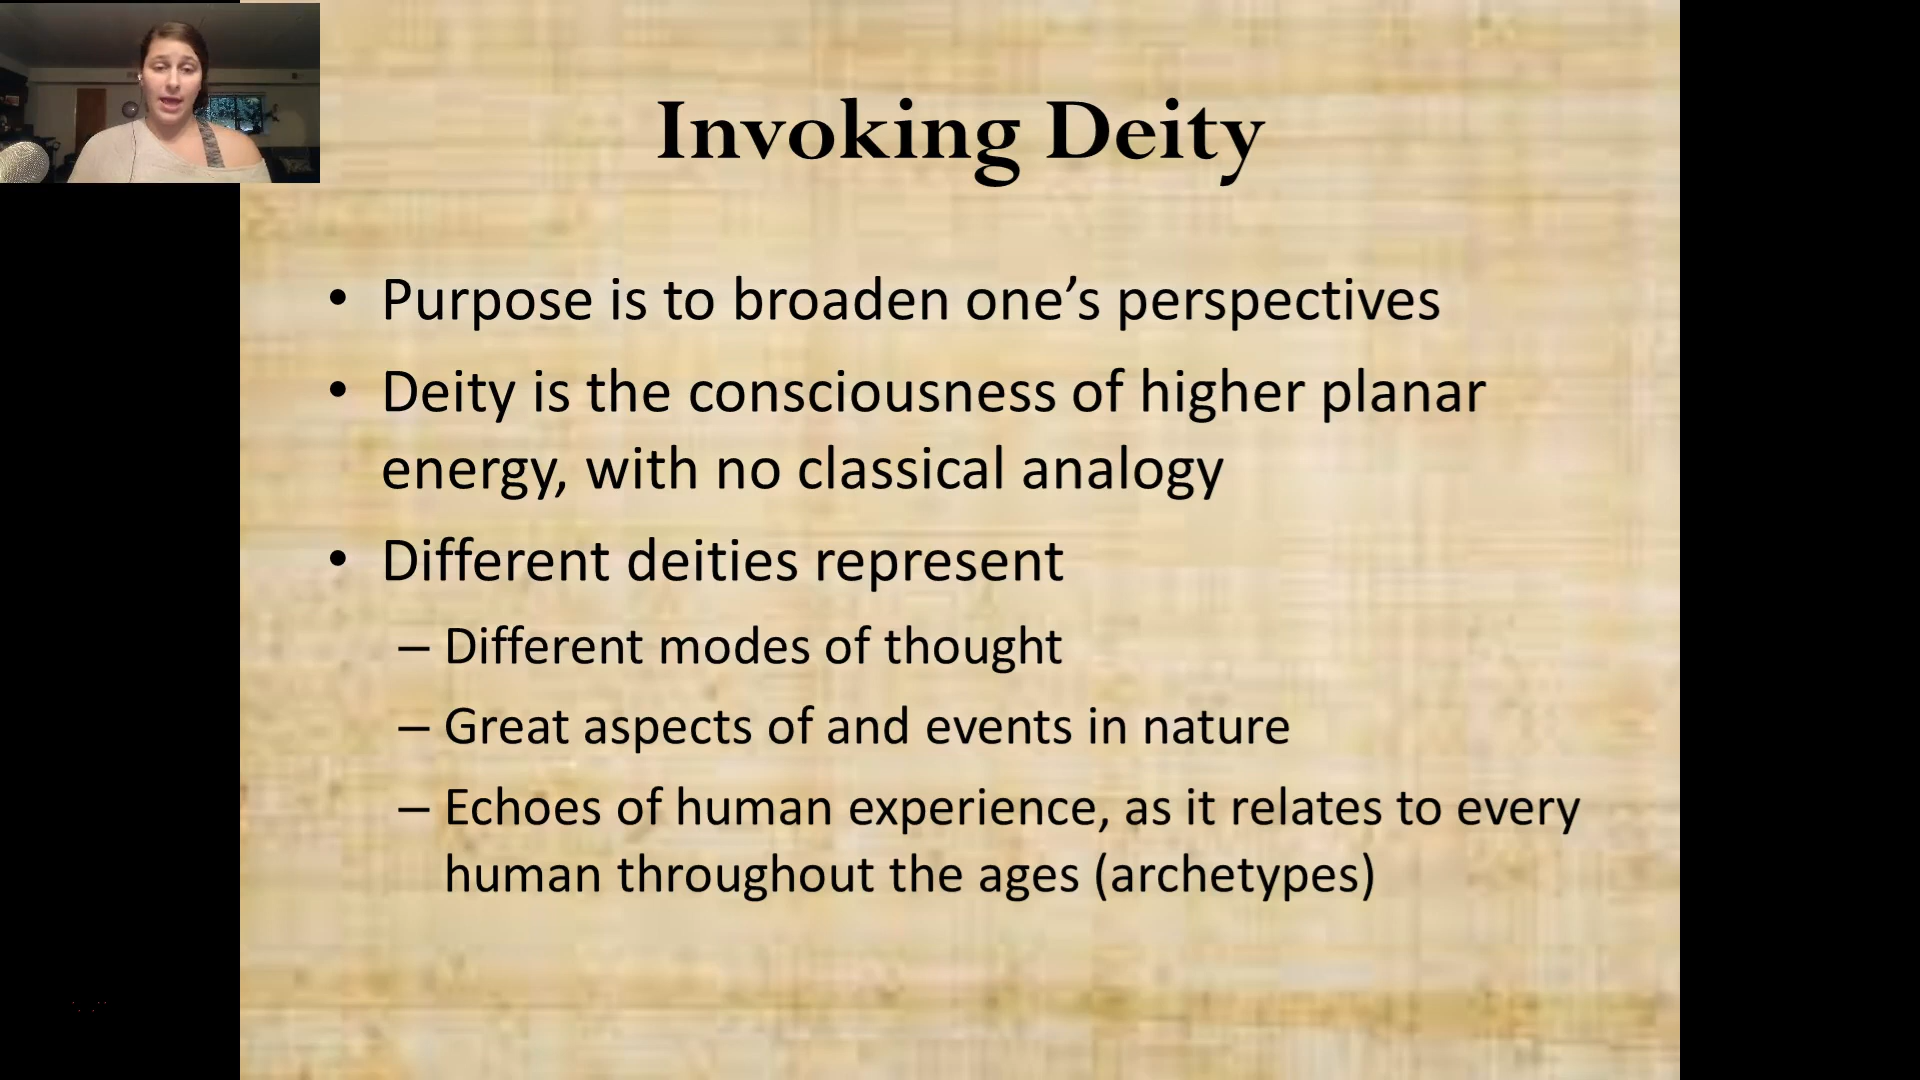 Invoking Deity
• Purpose is to broaden one’s perspectives
• Deity is the consciousness of higher planar
energy, with no classical analogy
• Different deities represent
– Different modes of thought
– Great aspects of and events in nature
– Echoes of human experience, as it relates to every
human throughout the ages (archetypes)